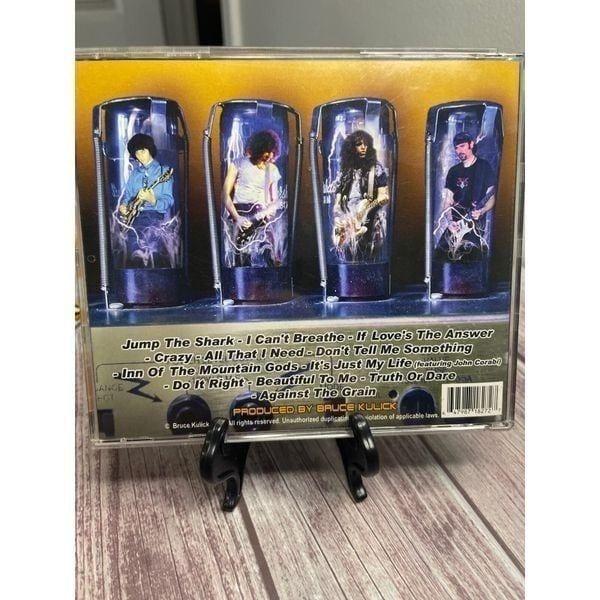 Jump The Shark - I Can't Breathe - If Love's The Answer
- Crazy - All That I Need - Don't Tell Me Something
- Inn Of The Mountain Gods - It's Just My Life (featuring John Corabi)
- Do It Right - Beautiful To Me - Truth Or Dare
- Against The Grain
PRODUCED BY BRUCE KULICK
© Bruce Kulick All rights reserved. Unauthorized duplication violation of applicable laws.